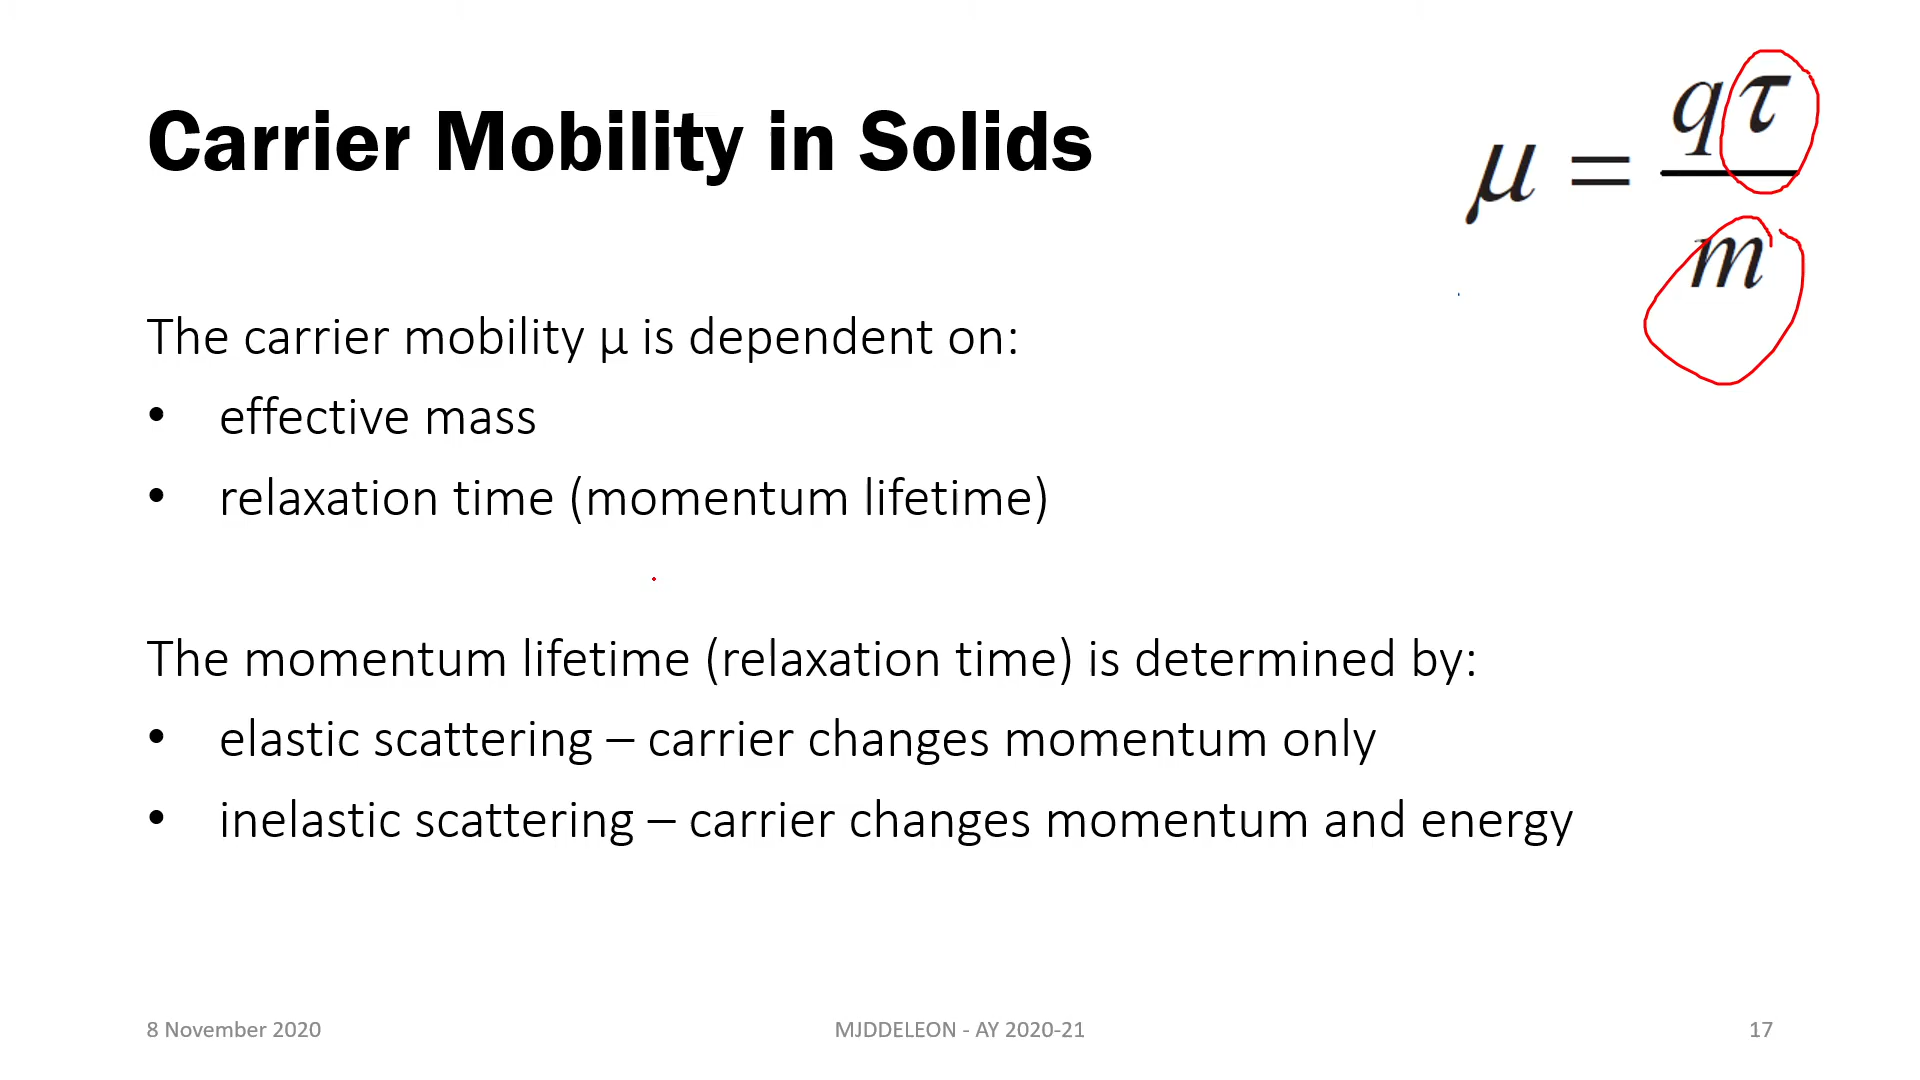 Carrier Mobility in Solids
μ = qτ / m
The carrier mobility μ is dependent on:
• effective mass
• relaxation time (momentum lifetime)
The momentum lifetime (relaxation time) is determined by:
• elastic scattering – carrier changes momentum only
• inelastic scattering – carrier changes momentum and energy
8 November 2020
MJDDELEON - AY 2020-21
17